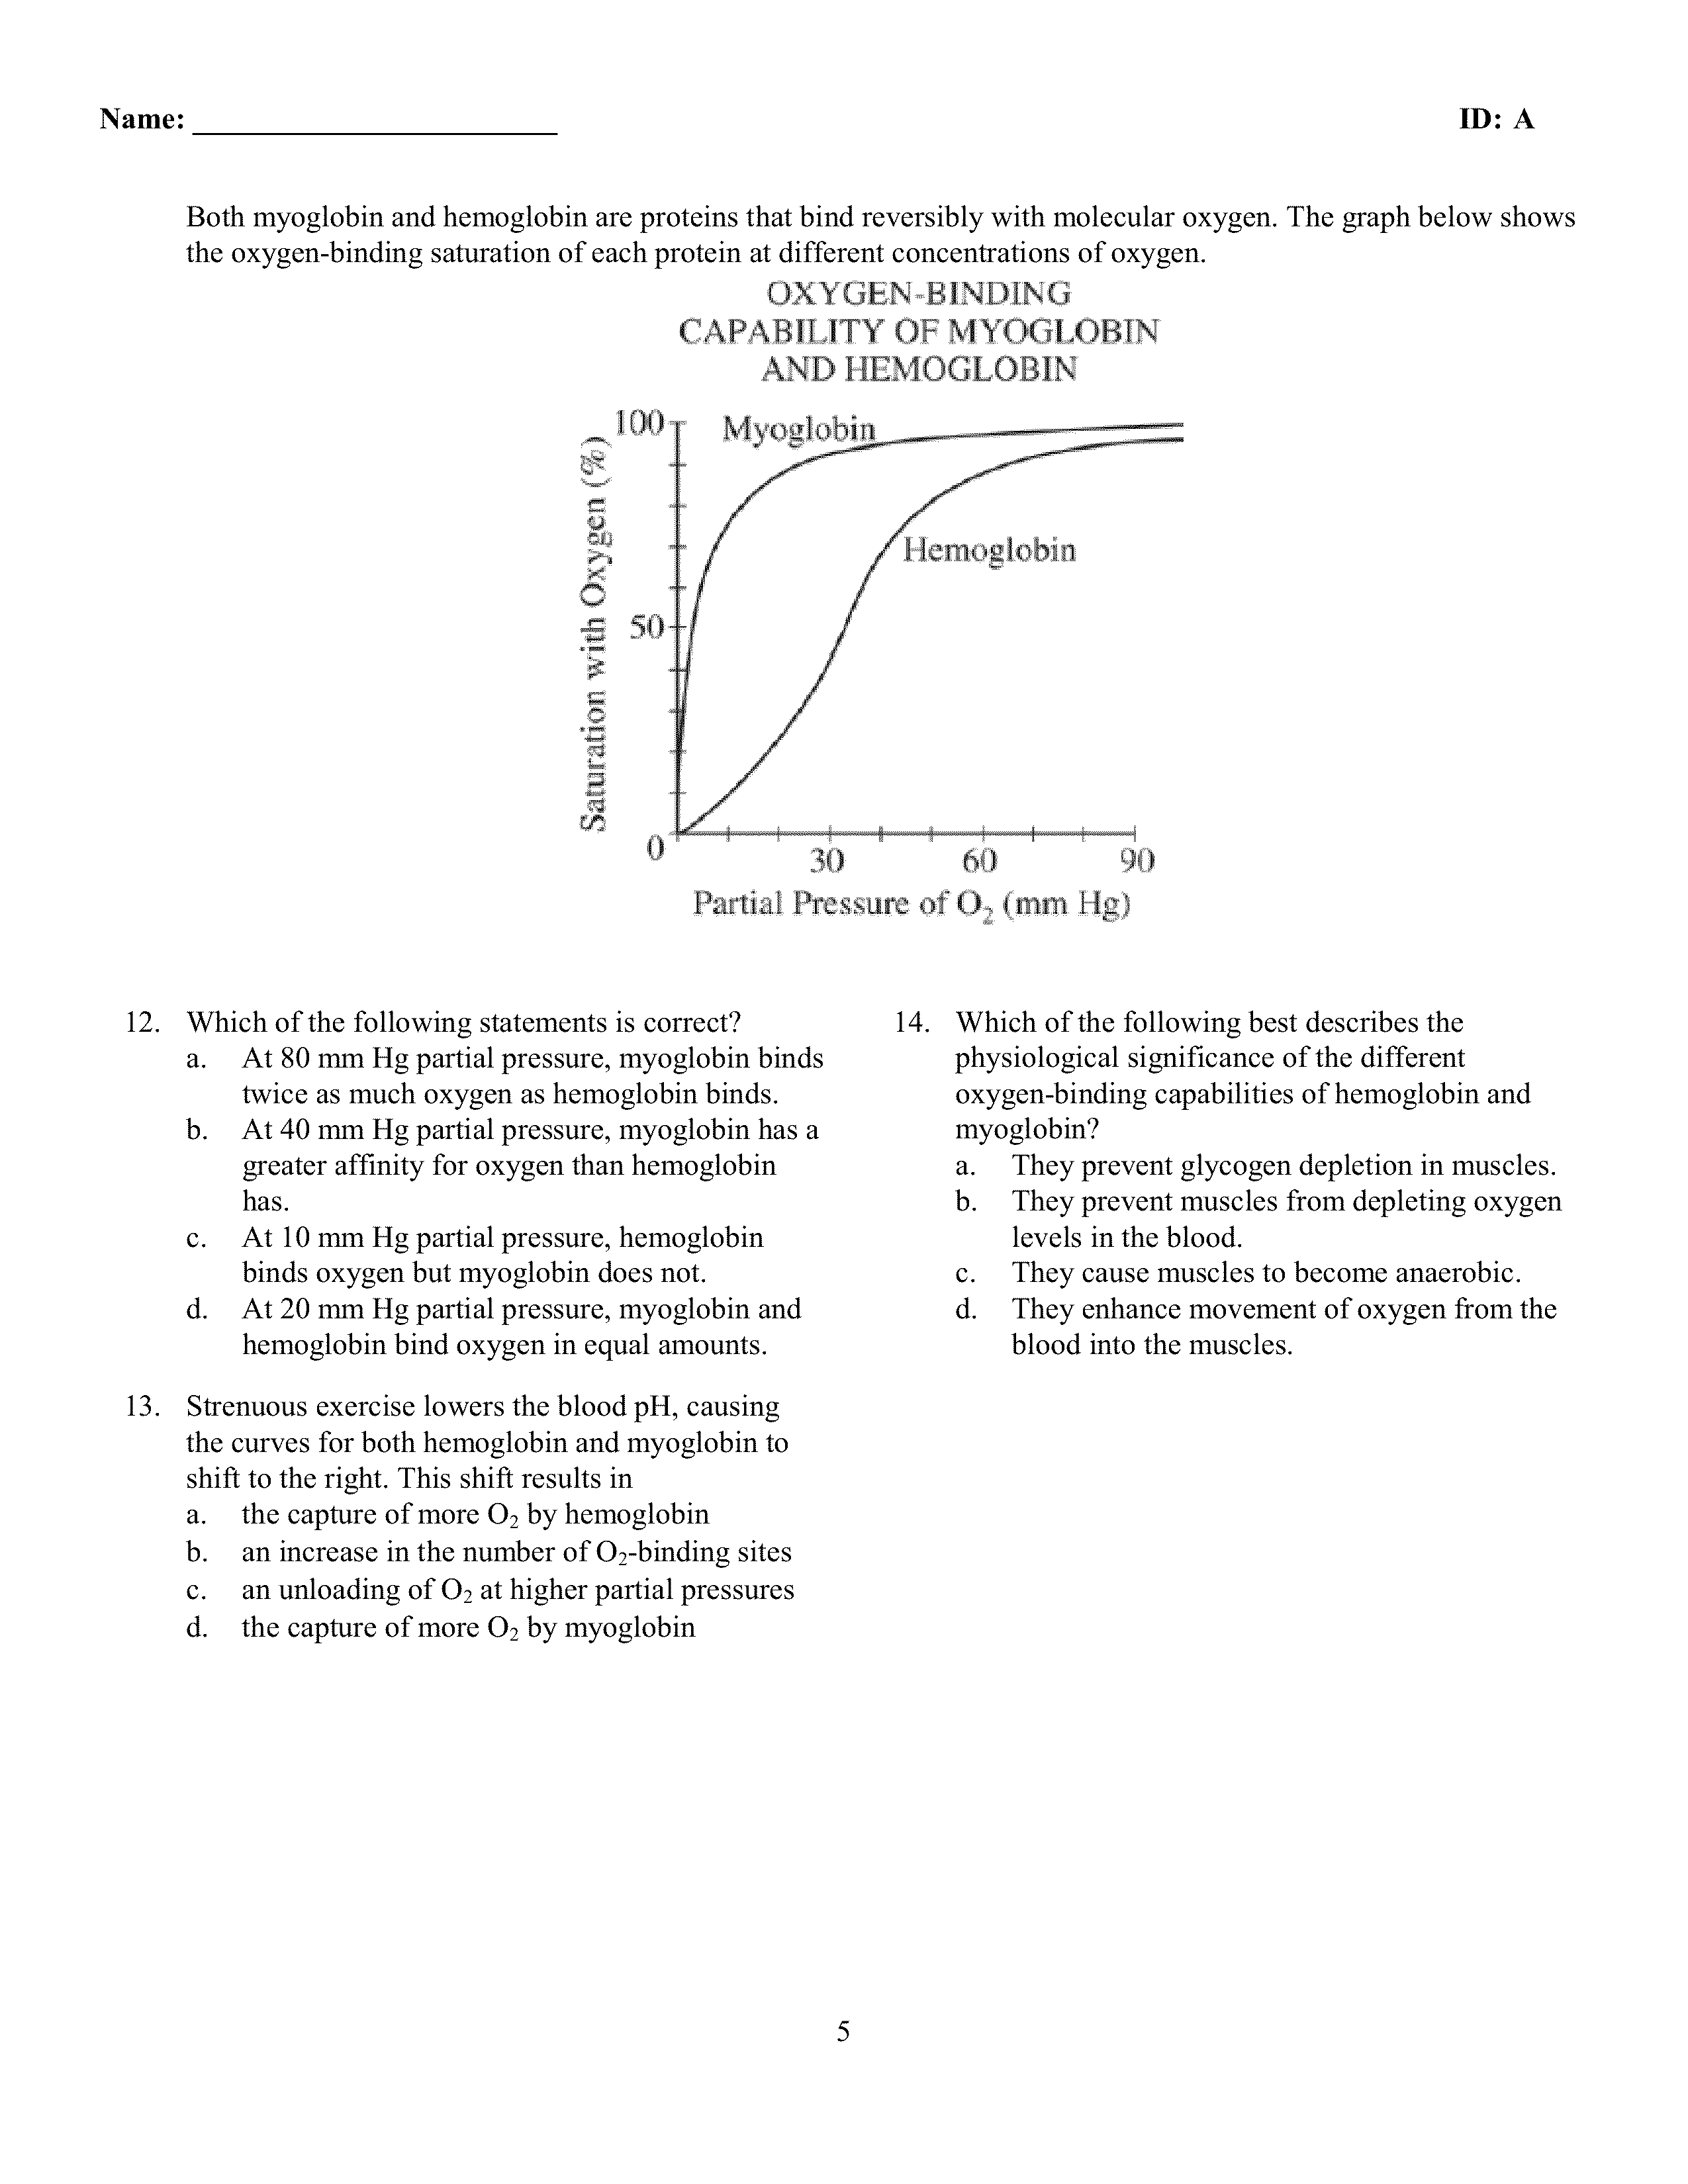 Name: ______________________
ID: A
Both myoglobin and hemoglobin are proteins that bind reversibly with molecular oxygen. The graph below shows
the oxygen-binding saturation of each protein at different concentrations of oxygen.
OXYGEN-BINDING
CAPABILITY OF MYOGLOBIN
AND HEMOGLOBIN
Saturation with Oxygen (%)
100
50
0
Myoglobin
Hemoglobin
30 60 90
Partial Pressure of O₂ (mm Hg)
12. Which of the following statements is correct?
a. At 80 mm Hg partial pressure, myoglobin binds
twice as much oxygen as hemoglobin binds.
b. At 40 mm Hg partial pressure, myoglobin has a
greater affinity for oxygen than hemoglobin
has.
c. At 10 mm Hg partial pressure, hemoglobin
binds oxygen but myoglobin does not.
d. At 20 mm Hg partial pressure, myoglobin and
hemoglobin bind oxygen in equal amounts.
13. Strenuous exercise lowers the blood pH, causing
the curves for both hemoglobin and myoglobin to
shift to the right. This shift results in
a. the capture of more O₂ by hemoglobin
b. an increase in the number of O₂-binding sites
c. an unloading of O₂ at higher partial pressures
d. the capture of more O₂ by myoglobin
14. Which of the following best describes the
physiological significance of the different
oxygen-binding capabilities of hemoglobin and
myoglobin?
a. They prevent glycogen depletion in muscles.
b. They prevent muscles from depleting oxygen
levels in the blood.
c. They cause muscles to become anaerobic.
d. They enhance movement of oxygen from the
blood into the muscles.
5